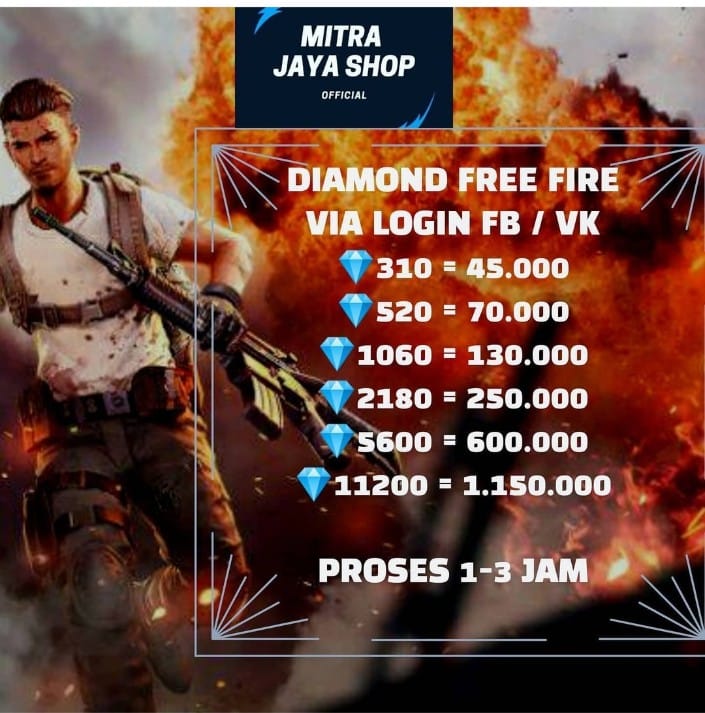 MITRA
JAYA SHOP
OFFICIAL
DIAMOND FREE FIRE
VIA LOGIN FB / VK
💎310 = 45.000
💎520 = 70.000
💎1060 = 130.000
💎2180 = 250.000
💎5600 = 600.000
💎11200 = 1.150.000
PROSES 1-3 JAM